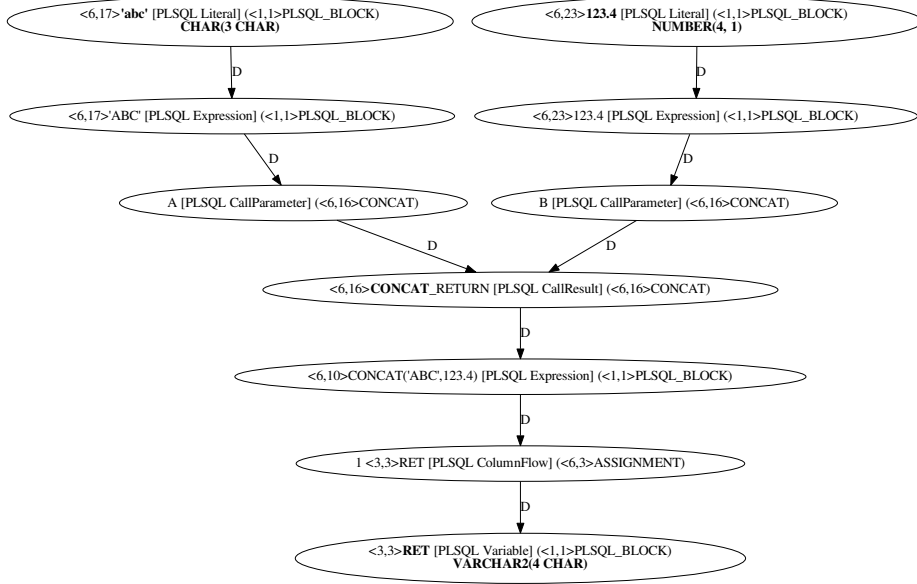 <6,17>'abc' [PLSQL Literal] (<1,1>PLSQL_BLOCK)
CHAR(3 CHAR)
<6,23>123.4 [PLSQL Literal] (<1,1>PLSQL_BLOCK)
NUMBER(4, 1)
D
D
<6,17>'ABC' [PLSQL Expression] (<1,1>PLSQL_BLOCK)
<6,23>123.4 [PLSQL Expression] (<1,1>PLSQL_BLOCK)
D
D
A [PLSQL CallParameter] (<6,16>CONCAT)
B [PLSQL CallParameter] (<6,16>CONCAT)
D
D
<6,16>CONCAT_RETURN [PLSQL CallResult] (<6,16>CONCAT)
D
<6,10>CONCAT('ABC',123.4) [PLSQL Expression] (<1,1>PLSQL_BLOCK)
D
1 <3,3>RET [PLSQL ColumnFlow] (<6,3>ASSIGNMENT)
D
<3,3>RET [PLSQL Variable] (<1,1>PLSQL_BLOCK)
VARCHAR2(4 CHAR)